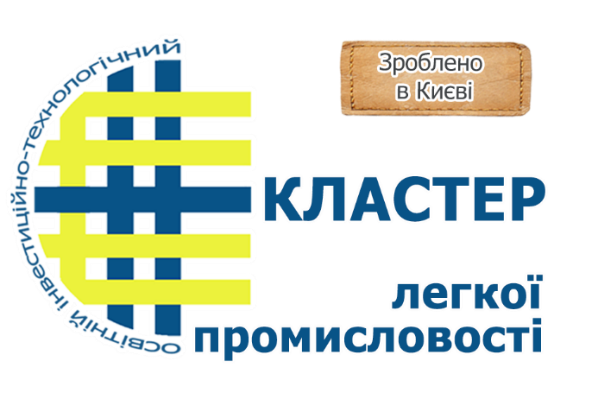 Зроблено
в Києві
освітній інвестиційно-технологічний
КЛАСТЕР
легкої
промисловості